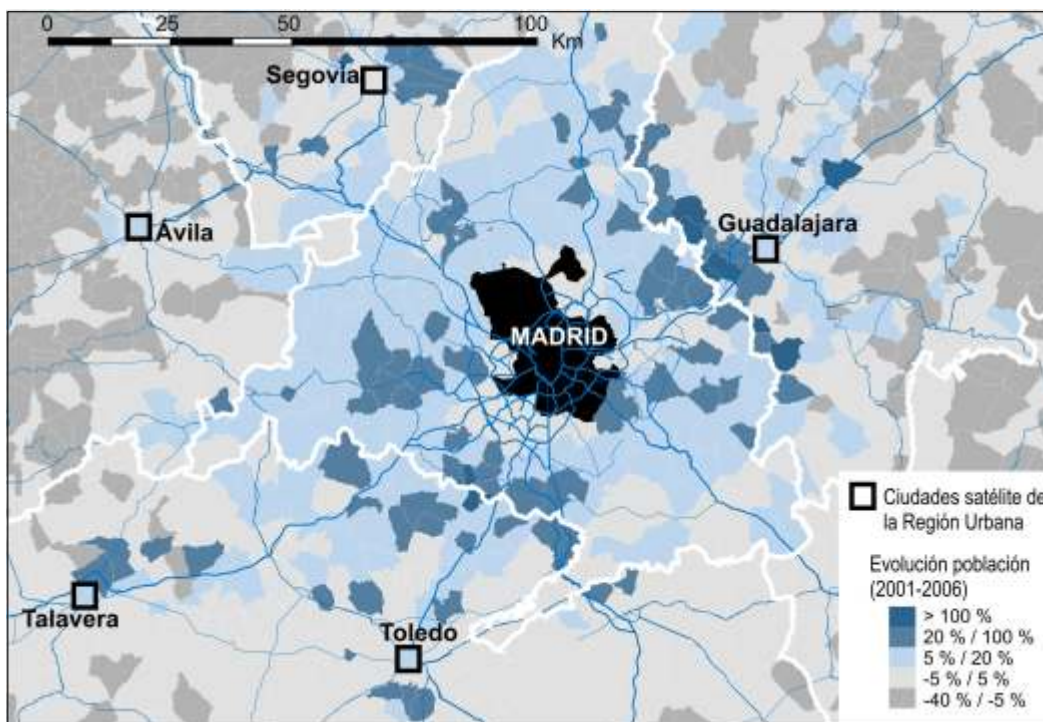 0 25 50 100
Km
Segovia
Ávila
Guadalajara
MADRID
Talavera
Toledo
Ciudades satélite de
la Región Urbana
Evolución población
(2001-2006)
> 100 %
20 % / 100 %
5 % / 20 %
-5 % / 5 %
-40 % / -5 %